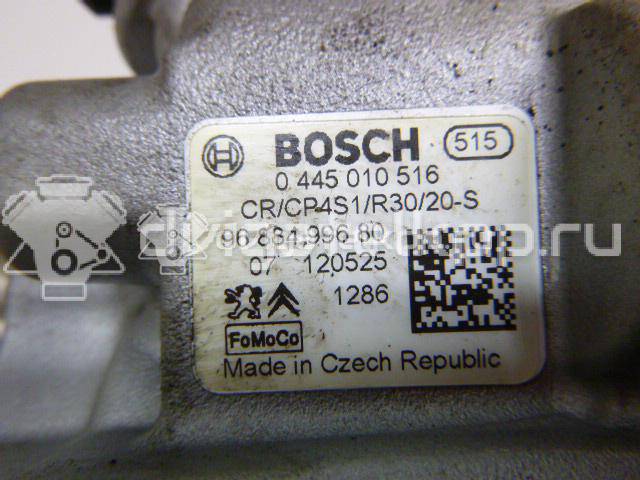 BOSCH 515
0 445 010 516
CR/CP4S1/R30/20-S
96 884 996 80
07 120525
1286
FoMoCo
Made in Czech Republic